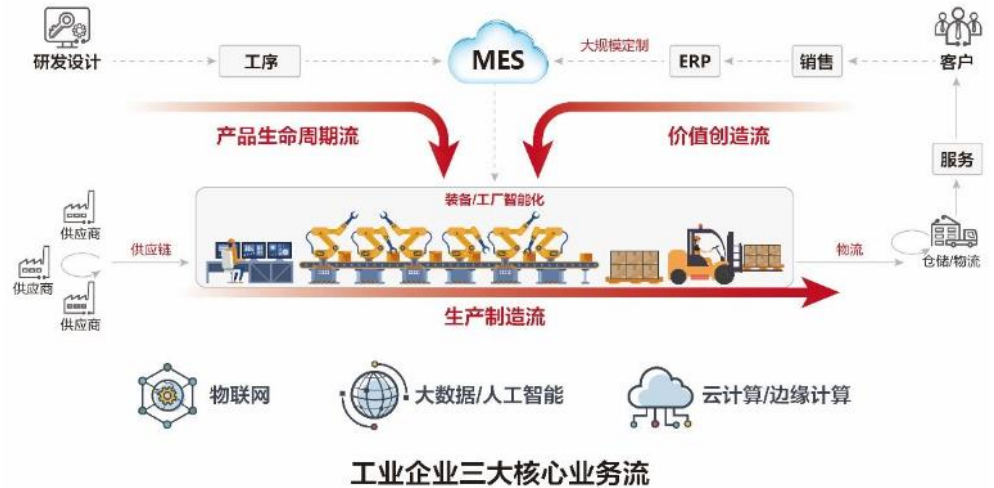 研发设计
工序
MES
大规模定制
ERP
销售
客户
产品生命周期流
价值创造流
服务
装备/工厂智能化
供应商
供应商
供应商
供应链
物流
仓储/物流
生产制造流
物联网
大数据/人工智能
云计算/边缘计算
工业企业三大核心业务流